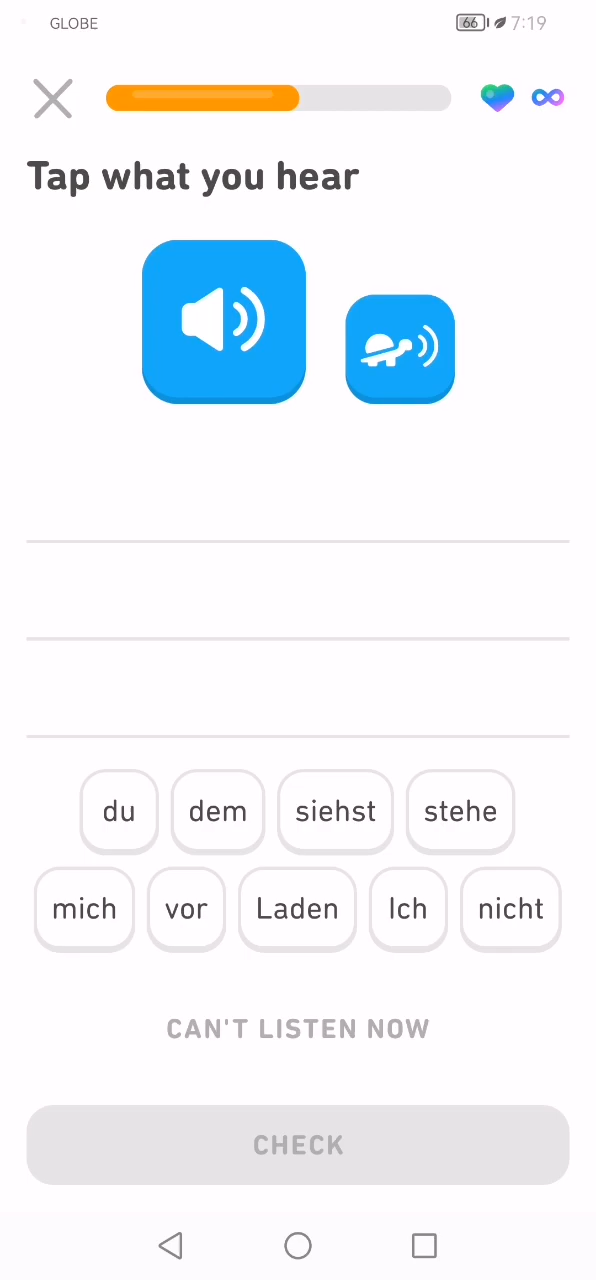 GLOBE 66 7:19
Tap what you hear
du dem siehst stehe
mich vor Laden Ich nicht
CAN'T LISTEN NOW
CHECK